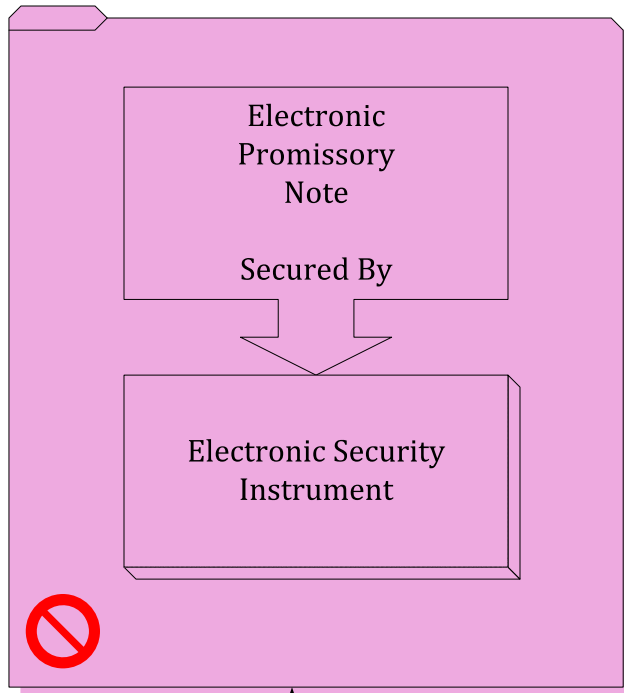 Electronic
Promissory
Note
Secured By
Electronic Security
Instrument